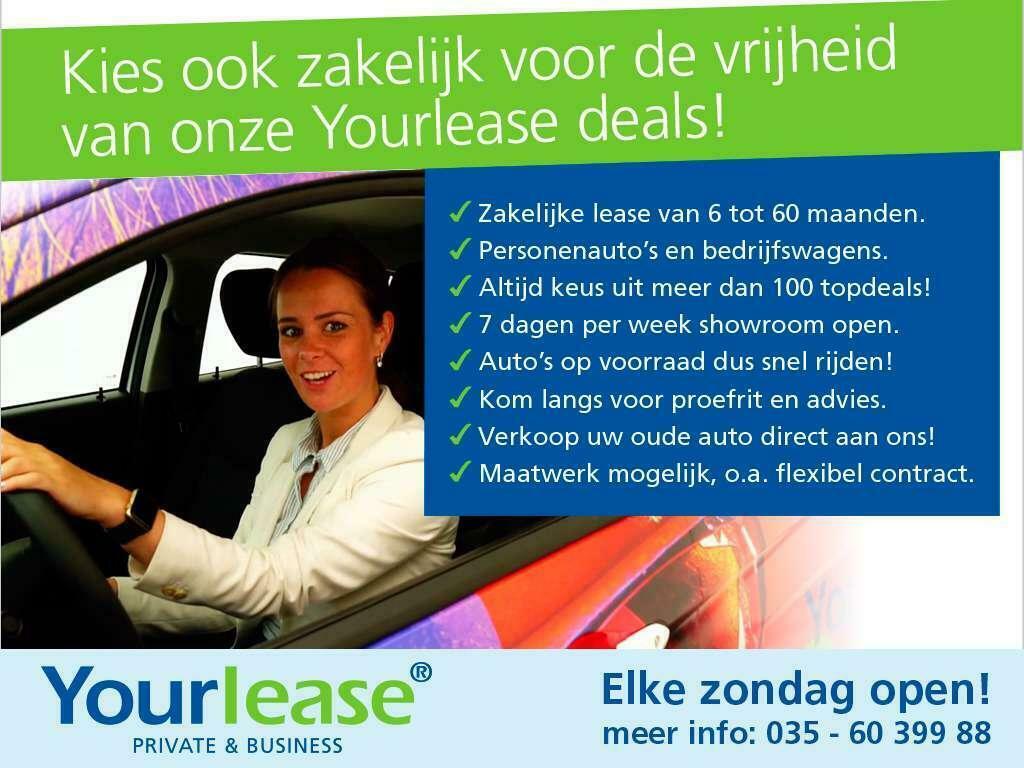 Kies ook zakelijk voor de vrijheid
van onze Yourlease deals!
✓ Zakelijke lease van 6 tot 60 maanden.
✓ Personenauto's en bedrijfswagens.
✓ Altijd keus uit meer dan 100 topdeals!
✓ 7 dagen per week showroom open.
✓ Auto's op voorraad dus snel rijden!
✓ Kom langs voor proefrit en advies.
✓ Verkoop uw oude auto direct aan ons!
✓ Maatwerk mogelijk, o.a. flexibel contract.
Yo
Yourlease®
PRIVATE & BUSINESS
Elke zondag open!
meer info: 035 - 60 399 88